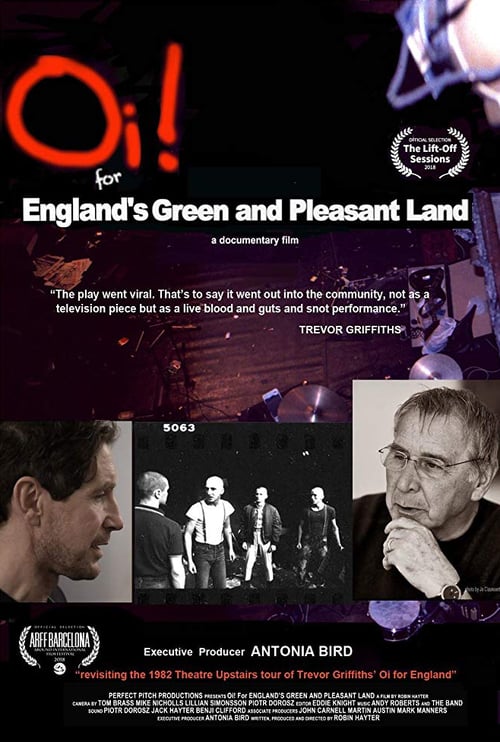 Oi!
for
England's Green and Pleasant Land
a documentary film
OFFICIAL SELECTION
The Lift-Off
Sessions
2018
“The play went viral. That’s to say it went out into the community, not as a
television piece but as a live blood and guts and snot performance.”
TREVOR GRIFFITHS
5063
OFFICIAL SELECTION
ARFF BARCELONA
AROUND INTERNATIONAL
FILM FESTIVAL
2018
Executive Producer ANTONIA BIRD
“revisiting the 1982 Theatre Upstairs tour of Trevor Griffiths’ Oi for England”
PERFECT PITCH PRODUCTIONS PRESENTS Oi! For ENGLAND'S GREEN AND PLEASANT LAND A FILM BY ROBIN HAYTER
CAMERA BY TOM BRASS MIKE NICHOLLS LILLIAN SIMONSSON PIOTR DOROSZ EDITOR EDDIE KNIGHT MUSIC ANDY ROBERTS AND THE BAND
SOUND PIOTR DOROSZ JACK HAYTER BENJI CLIFFORD ASSOCIATE PRODUCERS JOHN CARNELL MARTIN AUSTIN MARK MANNERS
EXECUTIVE PRODUCER ANTONIA BIRD WRITTEN, PRODUCED AND DIRECTED BY ROBIN HAYTER